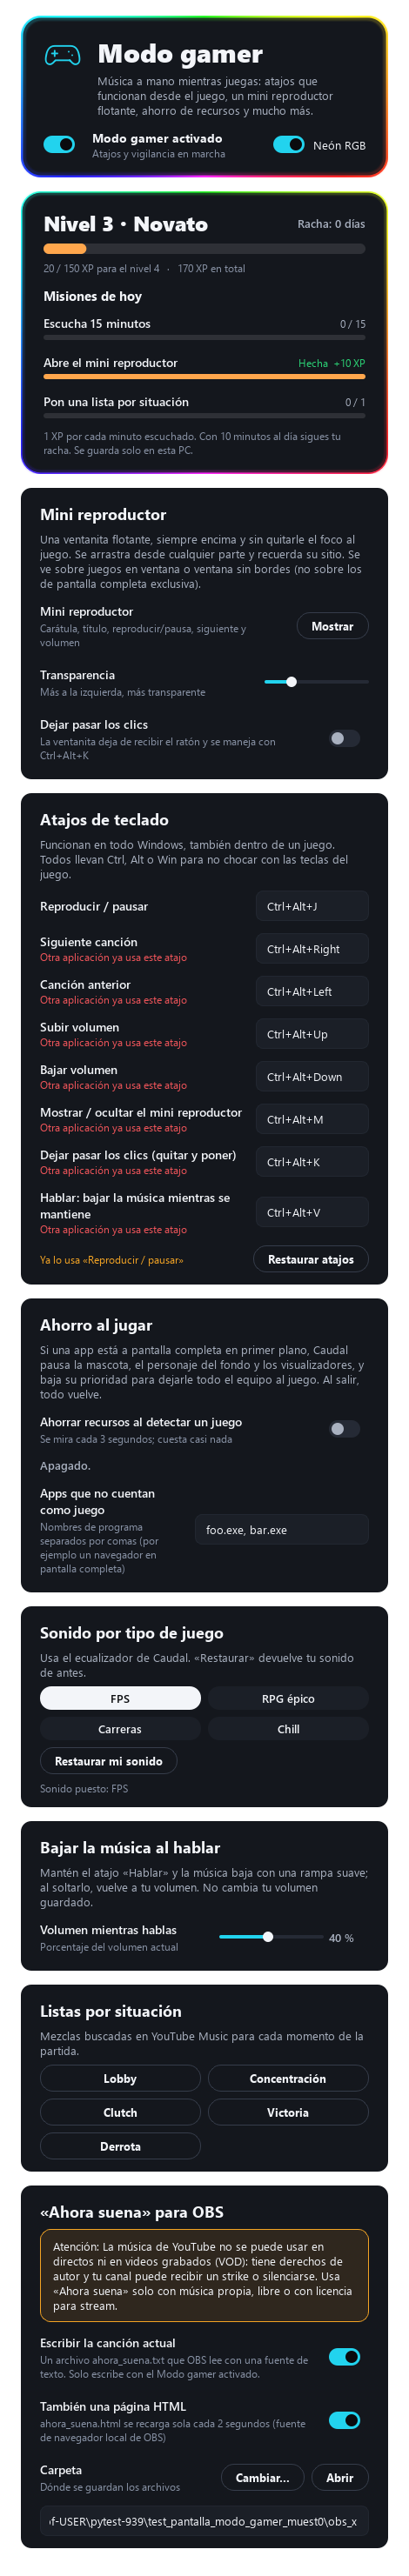 Modo gamer
Música a mano mientras juegas: atajos que
funcionan desde el juego, un mini reproductor
flotante, ahorro de recursos y mucho más.
Modo gamer activado
Atajos y vigilancia en marcha
Neón RGB
Nivel 3 · Novato
Racha: 0 días
20 / 150 XP para el nivel 4 · 170 XP en total
Misiones de hoy
Escucha 15 minutos
0 / 15
Abre el mini reproductor
Hecha +10 XP
Pon una lista por situación
0 / 1
1 XP por cada minuto escuchado. Con 10 minutos al día sigues tu
racha. Se guarda solo en esta PC.
Mini reproductor
Una ventanita flotante, siempre encima y sin quitarle el foco al
juego. Se arrastra desde cualquier parte y recuerda su sitio. Se
ve sobre juegos en ventana o ventana sin bordes (no sobre los
de pantalla completa exclusiva).
Mini reproductor
Carátula, título, reproducir/pausa, siguiente y
volumen
Mostrar
Transparencia
Más a la izquierda, más transparente
Dejar pasar los clics
La ventanita deja de recibir el ratón y se maneja con
Ctrl+Alt+K
Atajos de teclado
Funcionan en todo Windows, también dentro de un juego.
Todos llevan Ctrl, Alt o Win para no chocar con las teclas del
juego.
Reproducir / pausar
Ctrl+Alt+J
Siguiente canción
Otra aplicación ya usa este atajo
Ctrl+Alt+Right
Canción anterior
Otra aplicación ya usa este atajo
Ctrl+Alt+Left
Subir volumen
Otra aplicación ya usa este atajo
Ctrl+Alt+Up
Bajar volumen
Otra aplicación ya usa este atajo
Ctrl+Alt+Down
Mostrar / ocultar el mini reproductor
Otra aplicación ya usa este atajo
Ctrl+Alt+M
Dejar pasar los clics (quitar y poner)
Otra aplicación ya usa este atajo
Ctrl+Alt+K
Hablar: bajar la música mientras se
mantiene
Otra aplicación ya usa este atajo
Ctrl+Alt+V
Ya lo usa «Reproducir / pausar»
Restaurar atajos
Ahorro al jugar
Si una app está a pantalla completa en primer plano, Caudal
pausa la mascota, el personaje del fondo y los visualizadores, y
baja su prioridad para dejarle todo el equipo al juego. Al salir,
todo vuelve.
Ahorrar recursos al detectar un juego
Se mira cada 3 segundos; cuesta casi nada
Apagado.
Apps que no cuentan
como juego
Nombres de programa
separados por comas (por
ejemplo un navegador en
pantalla completa)
foo.exe, bar.exe
Sonido por tipo de juego
Usa el ecualizador de Caudal. «Restaurar» devuelve tu sonido
de antes.
FPS
RPG épico
Carreras
Chill
Restaurar mi sonido
Sonido puesto: FPS
Bajar la música al hablar
Mantén el atajo «Hablar» y la música baja con una rampa suave;
al soltarlo, vuelve a tu volumen. No cambia tu volumen
guardado.
Volumen mientras hablas
Porcentaje del volumen actual
40 %
Listas por situación
Mezclas buscadas en YouTube Music para cada momento de la
partida.
Lobby
Concentración
Clutch
Victoria
Derrota
«Ahora suena» para OBS
Atención: La música de YouTube no se puede usar en
directos ni en videos grabados (VOD): tiene derechos de
autor y tu canal puede recibir un strike o silenciarse. Usa
«Ahora suena» solo con música propia, libre o con licencia
para stream.
Escribir la canción actual
Un archivo ahora_suena.txt que OBS lee con una fuente de
texto. Solo escribe con el Modo gamer activado.
También una página HTML
ahora_suena.html se recarga sola cada 2 segundos (fuente
de navegador local de OBS)
Carpeta
Dónde se guardan los archivos
Cambiar...
Abrir
of-USER\pytest-939\test_pantalla_modo_gamer_muest0\obs_x